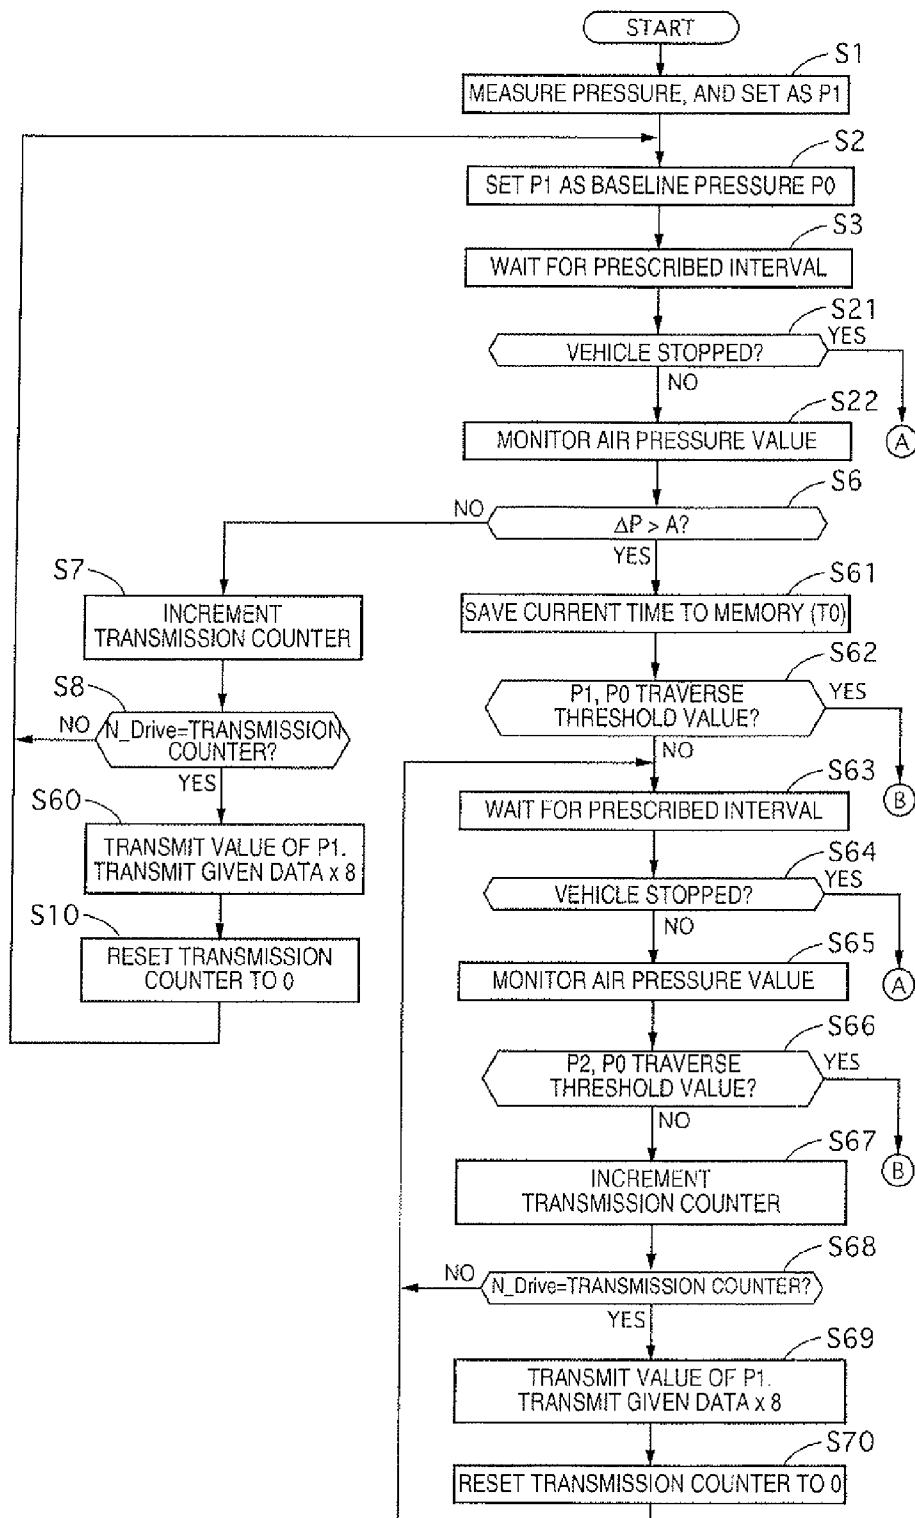 START
S1
MEASURE PRESSURE, AND SET AS P1
S2
SET P1 AS BASELINE PRESSURE P0
S3
WAIT FOR PRESCRIBED INTERVAL
S21
VEHICLE STOPPED?
YES
NO
S22
MONITOR AIR PRESSURE VALUE
A
S6
NO
ΔP > A?
YES
S7
INCREMENT
TRANSMISSION COUNTER
S8
NO
N_Drive=TRANSMISSION
COUNTER?
YES
S60
TRANSMIT VALUE OF P1.
TRANSMIT GIVEN DATA x 8
S10
RESET TRANSMISSION
COUNTER TO 0
S61
SAVE CURRENT TIME TO MEMORY (T0)
S62
P1, P0 TRAVERSE
THRESHOLD VALUE?
YES
NO
B
S63
WAIT FOR PRESCRIBED INTERVAL
S64
VEHICLE STOPPED?
YES
NO
A
S65
MONITOR AIR PRESSURE VALUE
S66
P2, P0 TRAVERSE
THRESHOLD VALUE?
YES
NO
B
S67
INCREMENT
TRANSMISSION COUNTER
S68
NO
N_Drive=TRANSMISSION COUNTER?
YES
S69
TRANSMIT VALUE OF P1.
TRANSMIT GIVEN DATA x 8
S70
RESET TRANSMISSION COUNTER TO 0